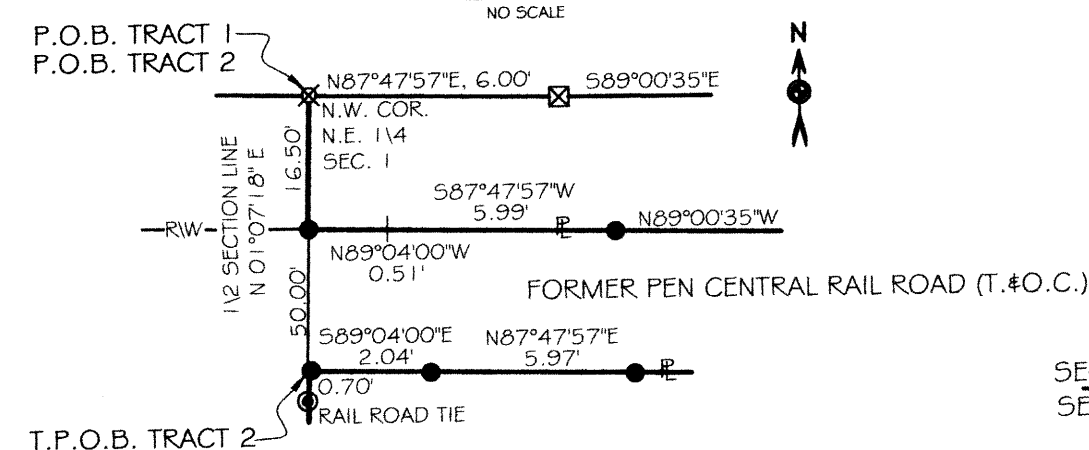 NO SCALE
P.O.B. TRACT 1
P.O.B. TRACT 2
N
N87°47'57"E, 6.00'
S89°00'35"E
N.W. COR.
N.E. 1\4
SEC. 1
1\2 SECTION LINE
N 01°07'18" E
16.50'
S87°47'57"W
5.99'
R\W
PL
N89°00'35"W
N89°04'00"W
0.51'
FORMER PEN CENTRAL RAIL ROAD (T.&O.C.)
50.00'
S89°04'00"E
2.04'
N87°47'57"E
5.97'
PL
0.70'
RAIL ROAD TIE
T.P.O.B. TRACT 2